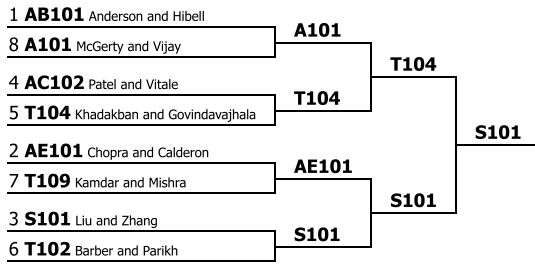 1 AB101 Anderson and Hibell
8 A101 McGerty and Vijay
4 AC102 Patel and Vitale
5 T104 Khadakban and Govindavajhala
2 AE101 Chopra and Calderon
7 T109 Kamdar and Mishra
3 S101 Liu and Zhang
6 T102 Barber and Parikh
A101
T104
AE101
S101
T104
S101
S101